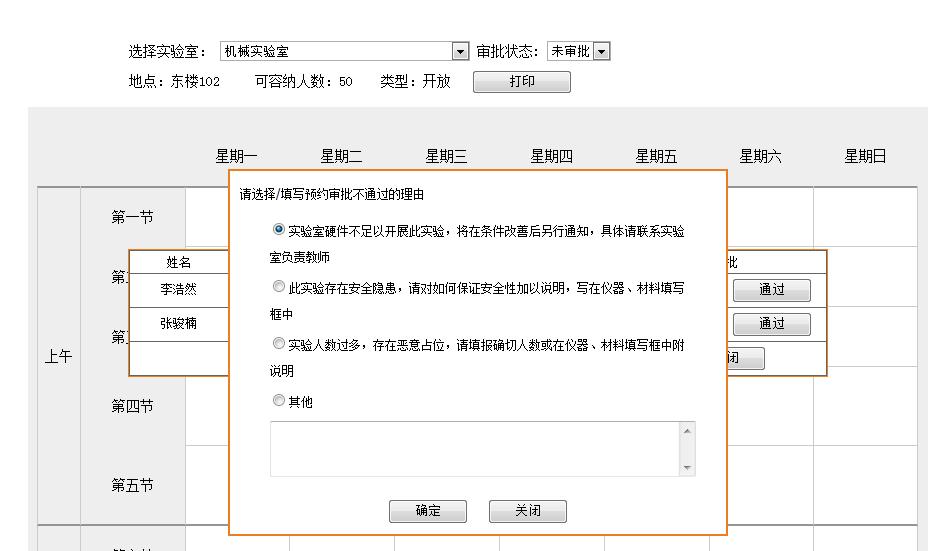 选择实验室： 机械实验室 审批状态： 未审批
地点：东楼102 可容纳人数：50 类型：开放 打印
星期一 星期二 星期三 星期四 星期五 星期六 星期日
上午
第一节
第
第
第四节
第五节
姓名 批
李浩然 通过
张骏楠 通过
闭
请选择/填写预约审批不通过的理由
实验室硬件不足以开展此实验，将在条件改善后另行通知，具体请联系实验
室负责教师
此实验存在安全隐患，请对如何保证安全性加以说明，写在仪器、材料填写
框中
实验人数过多，存在恶意占位，请填报确切人数或在仪器、材料填写框中附
说明
其他
确定 关闭